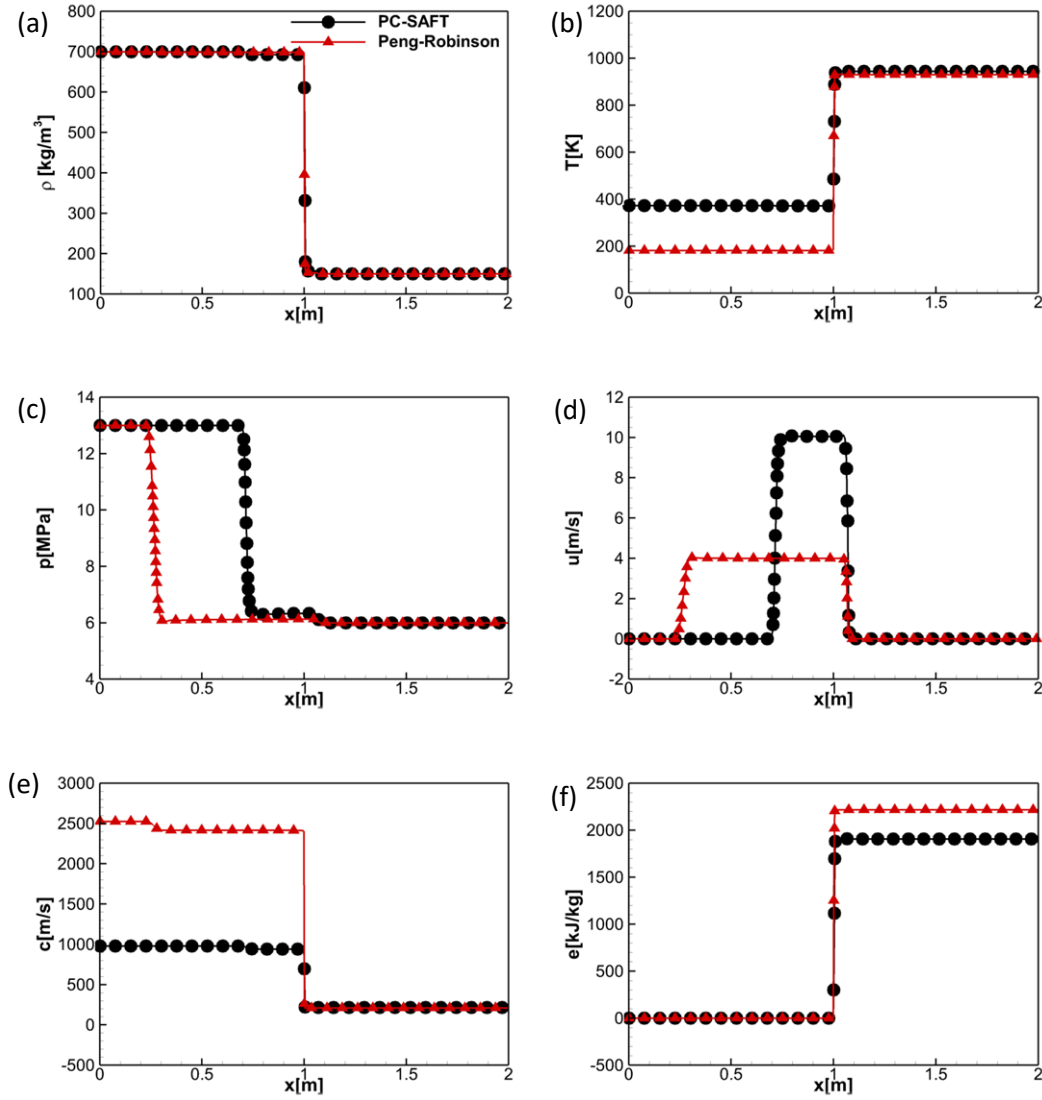 (a)
800
700
600
500
400
300
200
100
ρ [kg/m³]
PC-SAFT
Peng-Robinson
0 0.5 1 1.5 2
x[m]
(b)
1200
1000
800
600
400
200
0
T[K]
0 0.5 1 1.5 2
x[m]
(c)
14
12
10
8
6
4
p[MPa]
0 0.5 1 1.5 2
x[m]
(d)
12
10
8
6
4
2
0
-2
u[m/s]
0 0.5 1 1.5 2
x[m]
(e)
3000
2500
2000
1500
1000
500
0
-500
c[m/s]
0 0.5 1 1.5 2
x[m]
(f)
2500
2000
1500
1000
500
0
-500
e[kJ/kg]
0 0.5 1 1.5 2
x[m]